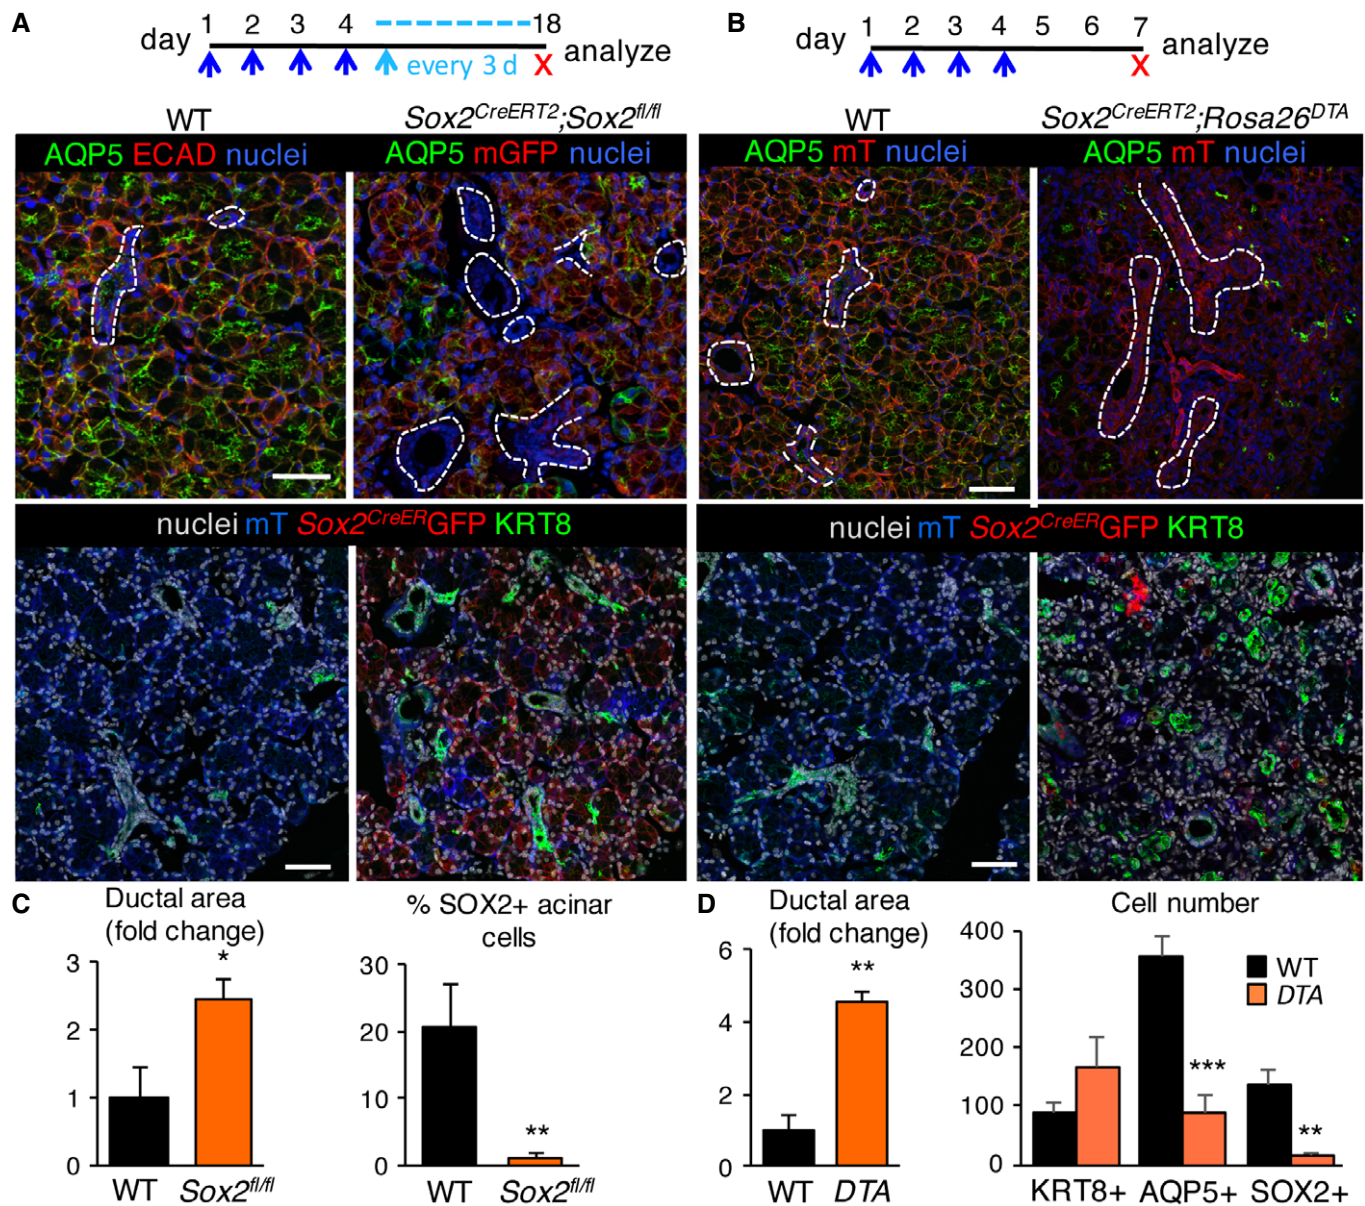 A
day 1 2 3 4 18 analyze
every 3 d X
WT Sox2CreERT2;Sox2fl/fl
AQP5 ECAD nuclei
AQP5 mGFP nuclei
nuclei mT Sox2CreERGFP KRT8
B
day 1 2 3 4 5 6 7 analyze
X
WT Sox2CreERT2;Rosa26DTA
AQP5 mT nuclei
AQP5 mT nuclei
nuclei mT Sox2CreERGFP KRT8
C
Ductal area
(fold change)
3
2
1
0
*
WT Sox2fl/fl
% SOX2+ acinar
cells
30
20
10
0
**
WT Sox2fl/fl
D
Ductal area
(fold change)
6
4
2
0
**
WT DTA
Cell number
400
300
200
100
0
WT
DTA
***
**
KRT8+ AQP5+ SOX2+